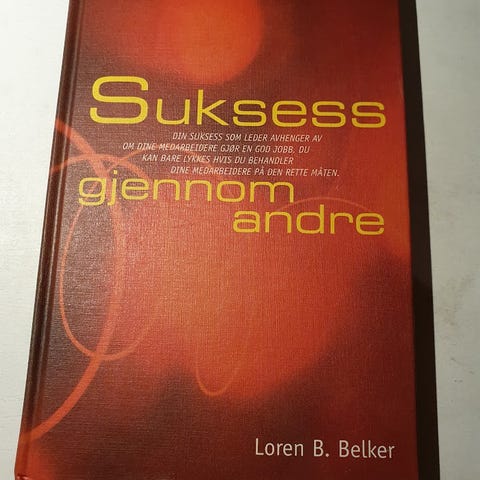 Suksess
DIN SUKSESS SOM LEDER AVHENGER AV
OM DINE MEDARBEIDERE GJØR EN GOD JOBB. DU
KAN BARE LYKKES HVIS DU BEHANDLER
DINE MEDARBEIDERE PÅ DEN RETTE MÅTEN.
gjennom
andre
Loren B. Belker